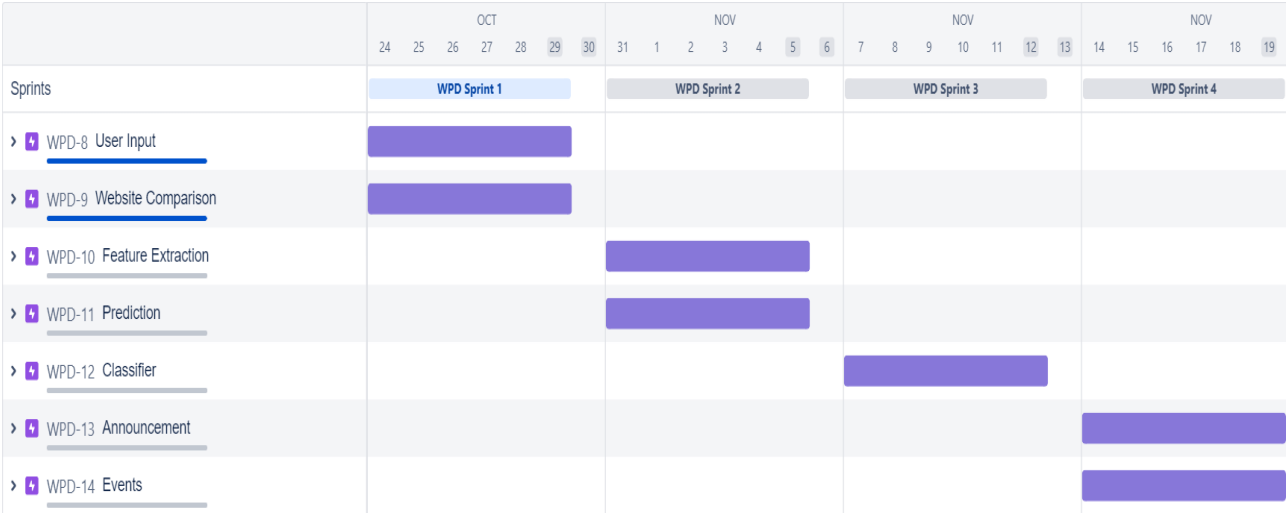 OCT NOV NOV NOV
24 25 26 27 28 29 30 31 1 2 3 4 5 6 7 8 9 10 11 12 13 14 15 16 17 18 19
Sprints WPD Sprint 1 WPD Sprint 2 WPD Sprint 3 WPD Sprint 4
WPD-8 User Input
WPD-9 Website Comparison
WPD-10 Feature Extraction
WPD-11 Prediction
WPD-12 Classifier
WPD-13 Announcement
WPD-14 Events